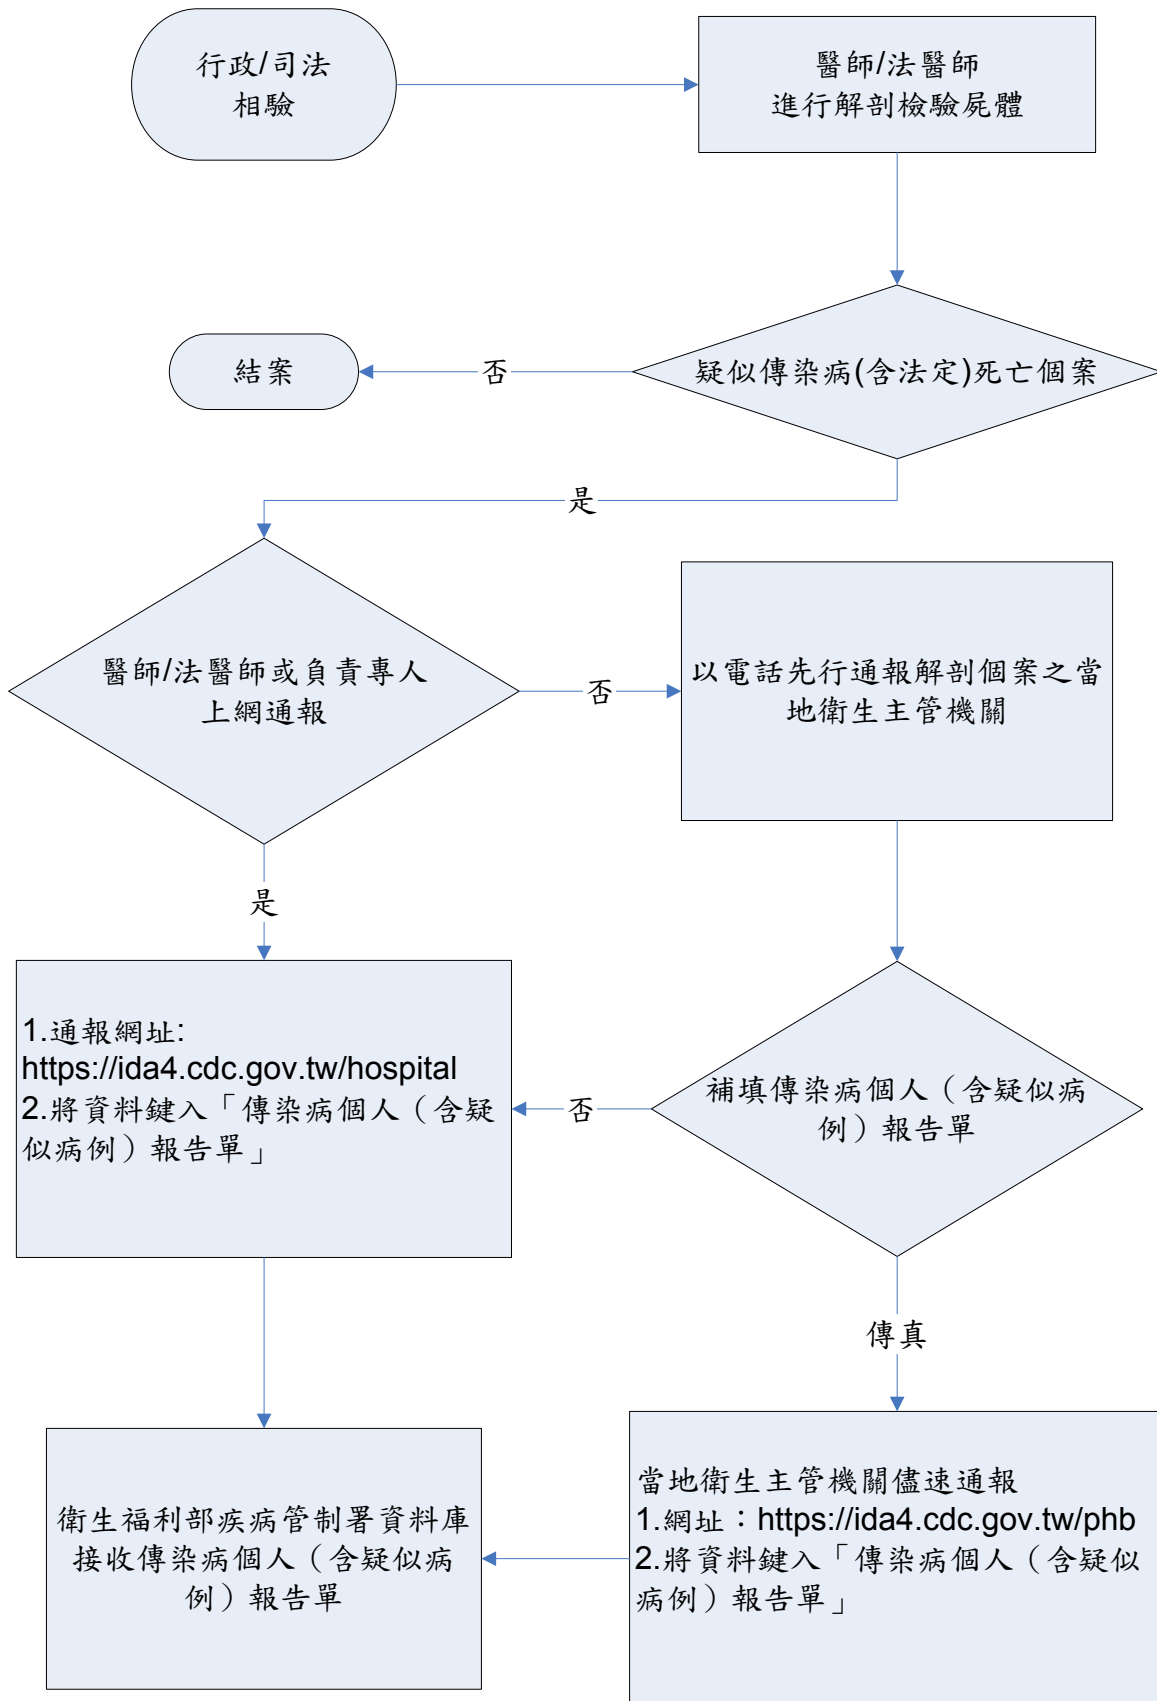 行政/司法
相驗
醫師/法醫師
進行解剖檢驗屍體
疑似傳染病(含法定)死亡個案
否
結案
是
醫師/法醫師或負責專人
上網通報
否
以電話先行通報解剖個案之當
地衛生主管機關
是
1.通報網址:
https://ida4.cdc.gov.tw/hospital
2.將資料鍵入「傳染病個人（含疑
似病例）報告單」
否
補填傳染病個人（含疑似病
例）報告單
傳真
當地衛生主管機關儘速通報
1.網址：https://ida4.cdc.gov.tw/phb
2.將資料鍵入「傳染病個人（含疑似
病例）報告單」
衛生福利部疾病管制署資料庫
接收傳染病個人（含疑似病
例）報告單